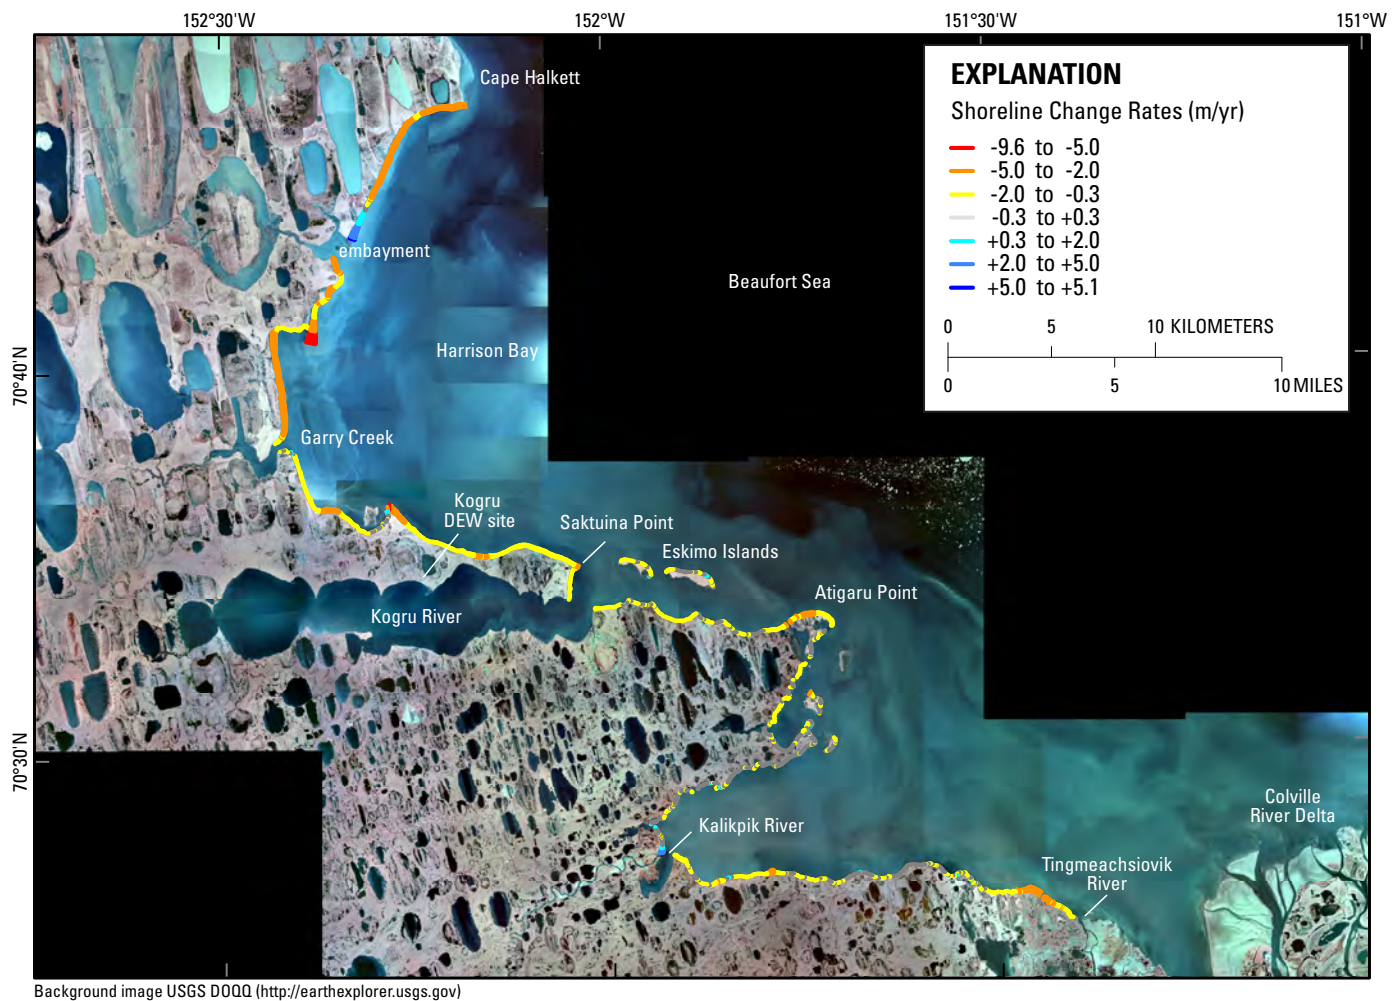 152°30'W
152°W
151°30'W
151°W
Cape Halkett
EXPLANATION
Shoreline Change Rates (m/yr)
-9.6 to -5.0
-5.0 to -2.0
-2.0 to -0.3
-0.3 to +0.3
+0.3 to +2.0
+2.0 to +5.0
+5.0 to +5.1
0 5 10 KILOMETERS
0 5 10 MILES
embayment
Beaufort Sea
Harrison Bay
70°40'N
Garry Creek
Kogru
DEW site
Saktuina Point
Eskimo Islands
Atigaru Point
Kogru River
70°30'N
Colville
River Delta
Kalikpik River
Tingmeachsiovik
River
Background image USGS DOQQ (http://earthexplorer.usgs.gov)